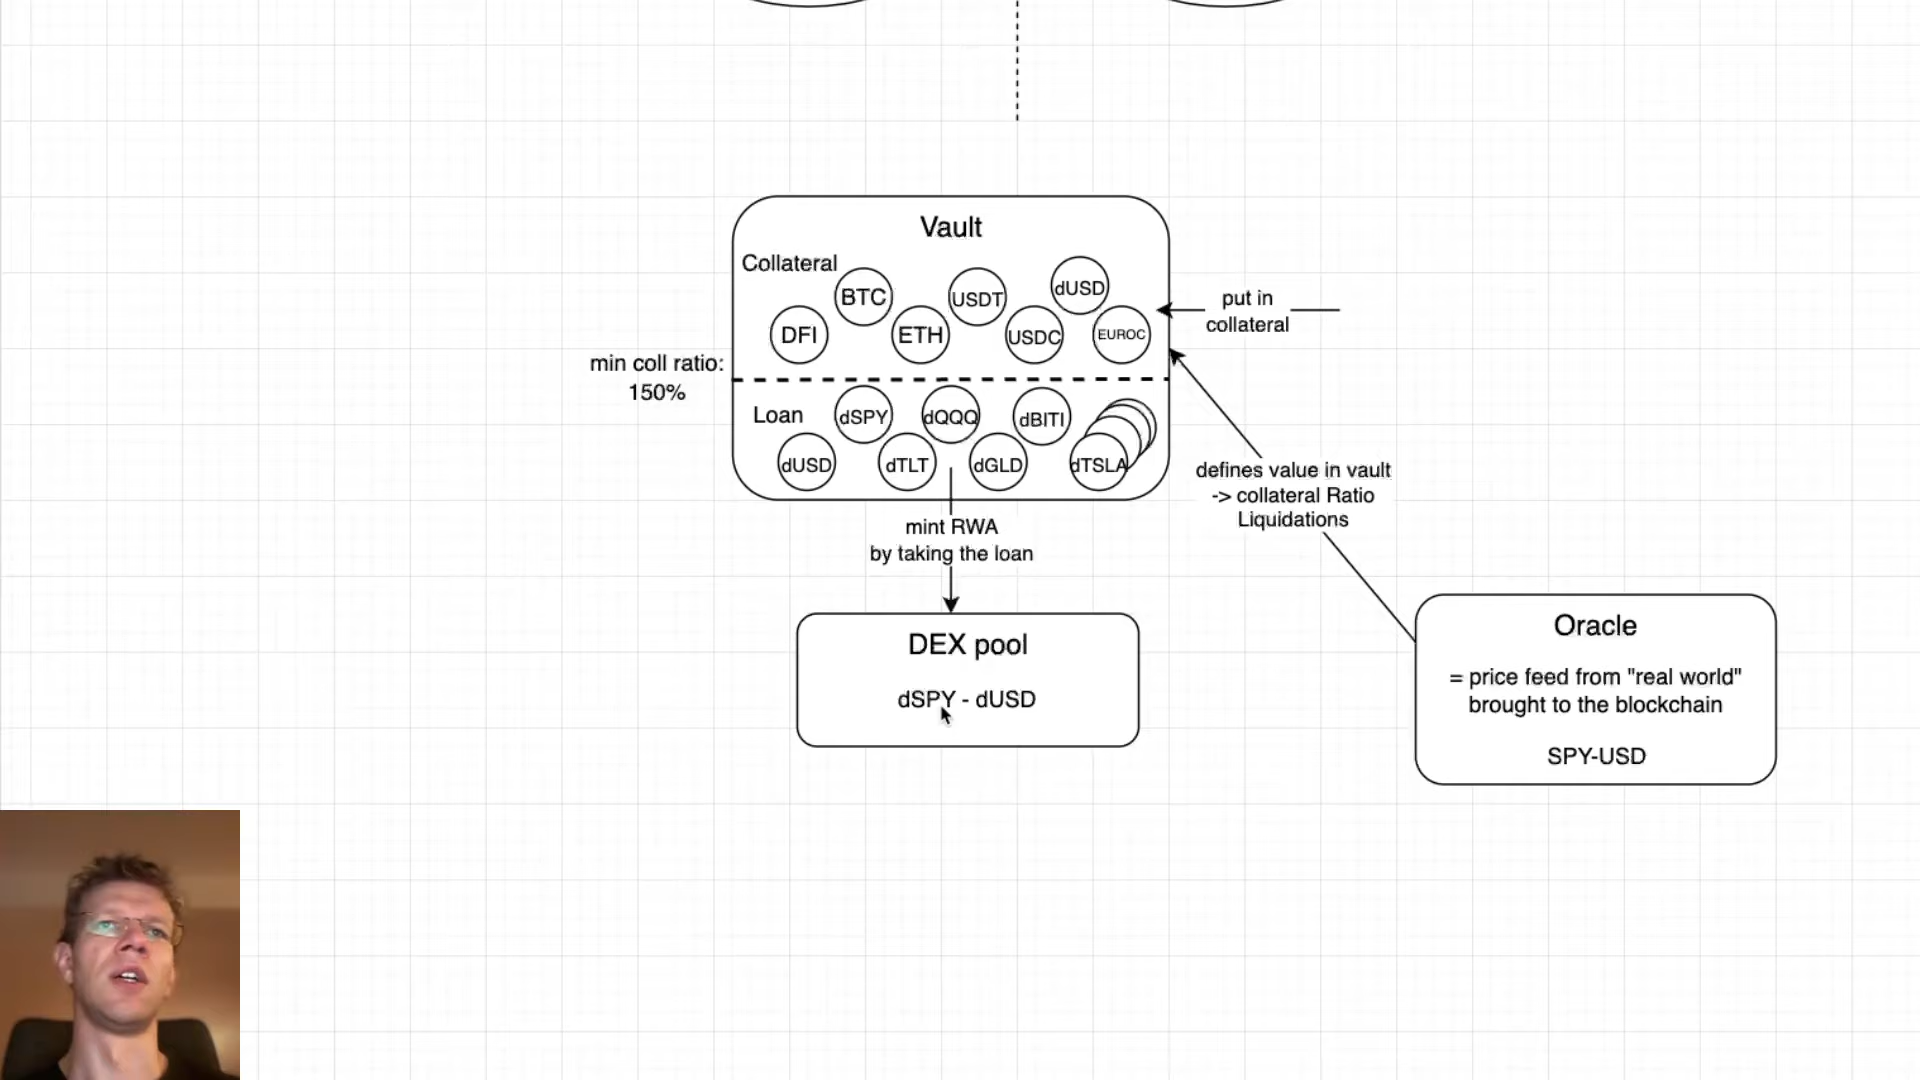 Vault
Collateral
BTC
USDT
dUSD
DFI
ETH
USDC
EUROC
put in
collateral
min coll ratio:
150%
Loan
dSPY
dQQQ
dBITI
dUSD
dTLT
dGLD
dTSLA
defines value in vault
-> collateral Ratio
Liquidations
mint RWA
by taking the loan
DEX pool
dSPY - dUSD
Oracle
= price feed from "real world"
brought to the blockchain
SPY-USD